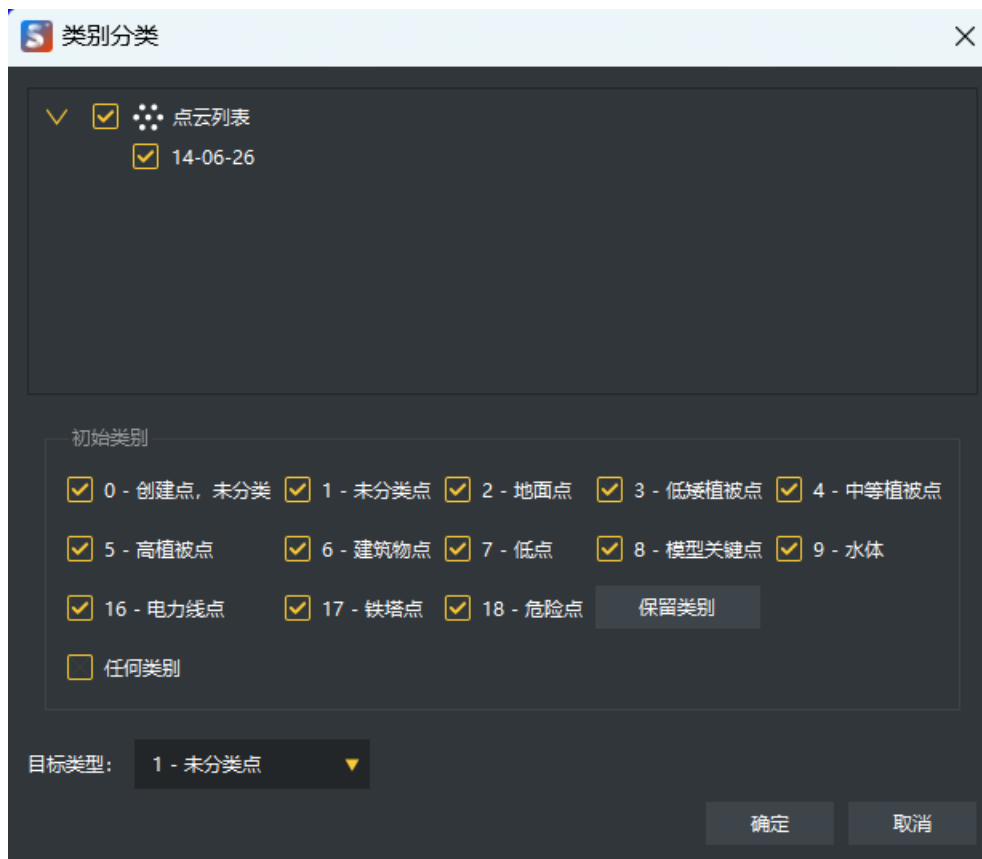 类别分类
点云列表
14-06-26
初始类别
0 - 创建点，未分类 1 - 未分类点 2 - 地面点 3 - 低矮植被点 4 - 中等植被点
5 - 高植被点 6 - 建筑物点 7 - 低点 8 - 模型关键点 9 - 水体
16 - 电力线点 17 - 铁塔点 18 - 危险点 保留类别
任何类别
目标类型: 1 - 未分类点
确定 取消